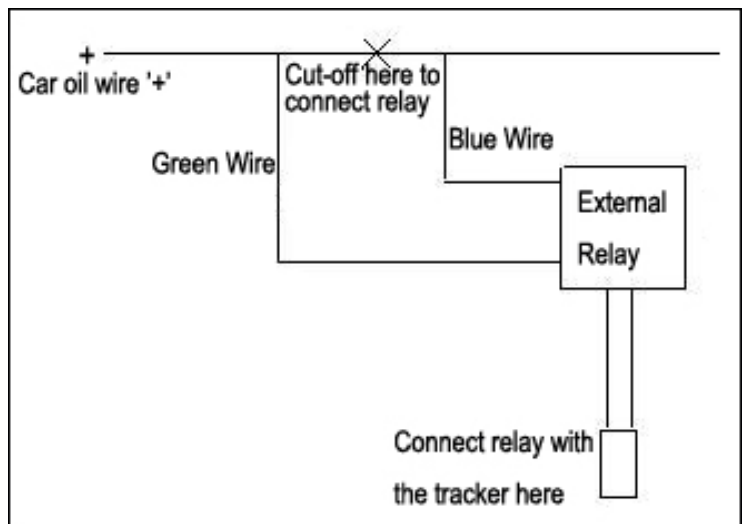 +
Car oil wire '+'
Cut-off here to
connect relay
Green Wire
Blue Wire
External
Relay
Connect relay with
the tracker here